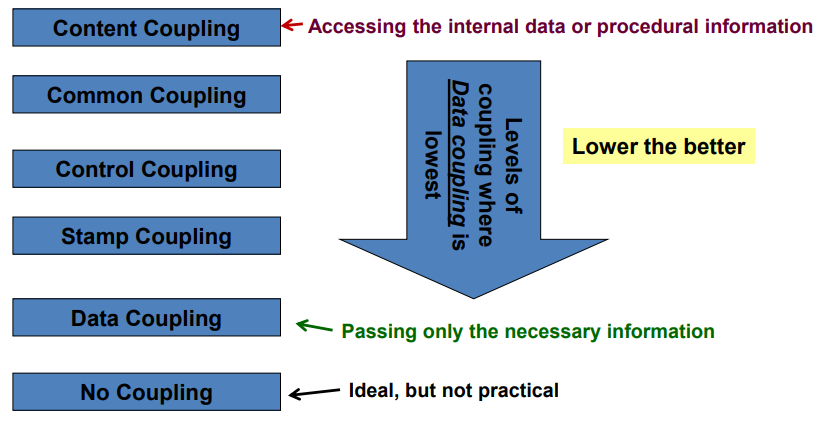 Content Coupling
Accessing the internal data or procedural information
Common Coupling
Levels of
coupling where
Data coupling is
lowest
Lower the better
Control Coupling
Stamp Coupling
Data Coupling
Passing only the necessary information
No Coupling
Ideal, but not practical